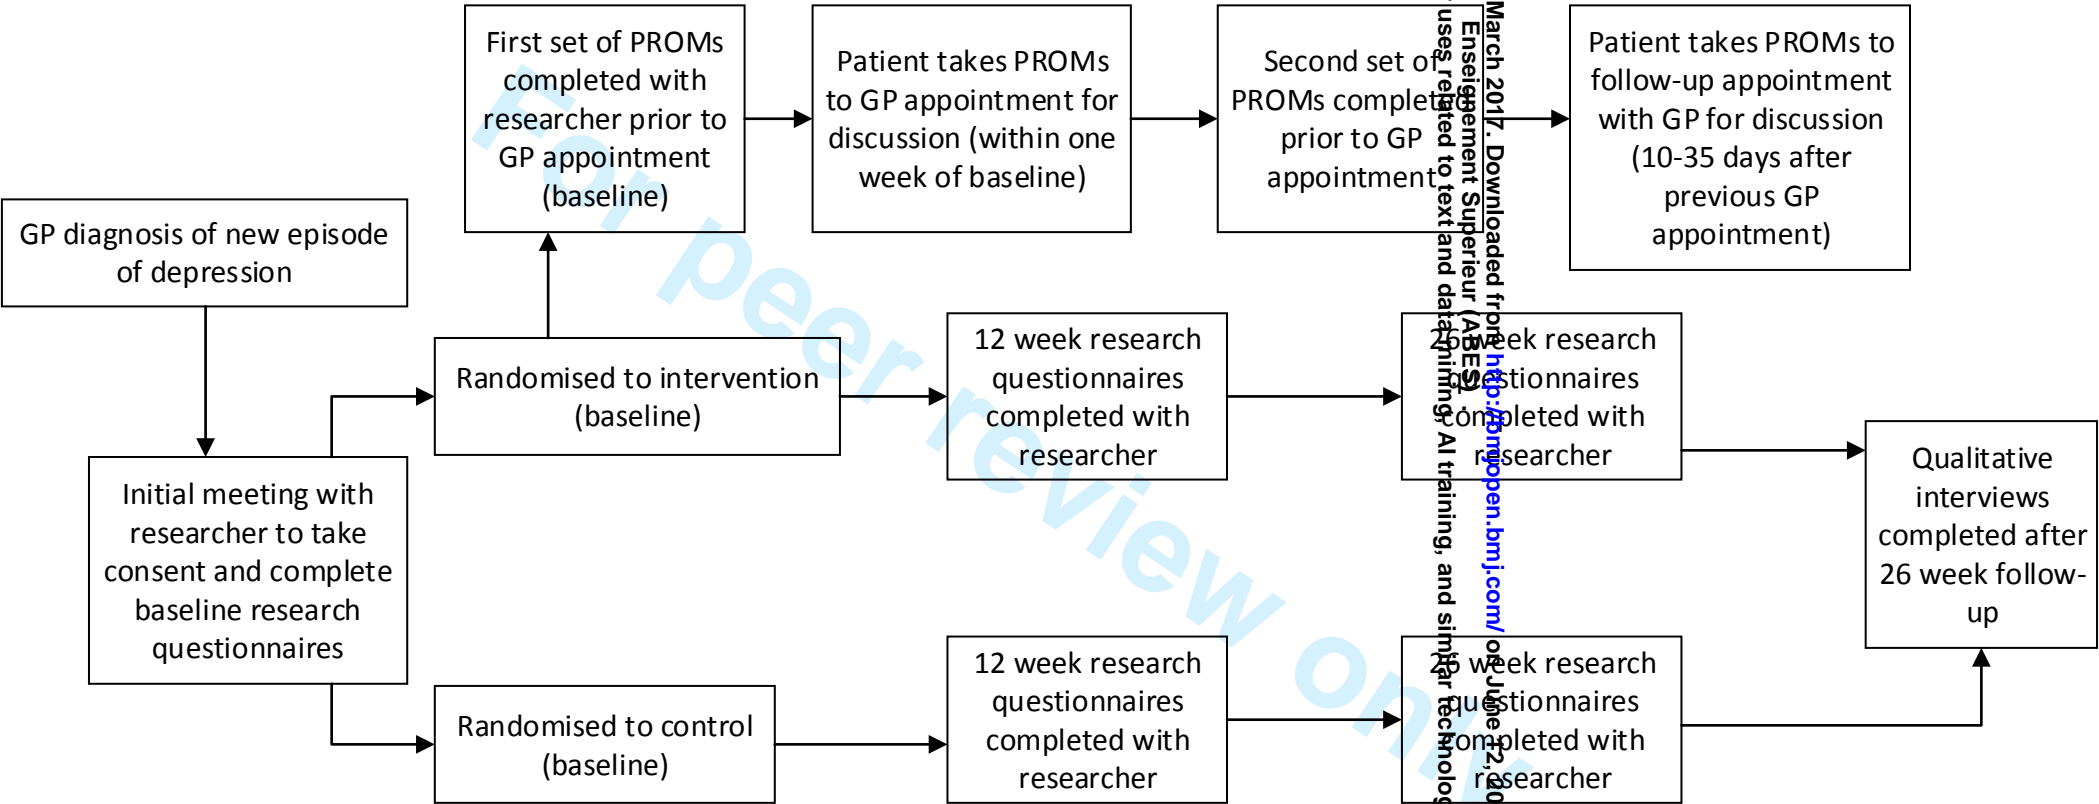 First set of PROMs
completed with
researcher prior to
GP appointment
(baseline)
Patient takes PROMs
to GP appointment for
discussion (within one
week of baseline)
Second set of
PROMs completed
prior to GP
appointment
Patient takes PROMs to
follow-up appointment
with GP for discussion
(10-35 days after
previous GP
appointment)
GP diagnosis of new episode
of depression
Randomised to intervention
(baseline)
12 week research
questionnaires
completed with
researcher
26 week research
questionnaires
completed with
researcher
Initial meeting with
researcher to take
consent and complete
baseline research
questionnaires
Qualitative
interviews
completed after
26 week follow-
up
Randomised to control
(baseline)
12 week research
questionnaires
completed with
researcher
26 week research
questionnaires
completed with
researcher
For peer review only
March 2017. Downloaded from http://bmjopen.bmj.com/ on June 12, 20
Enseignement Superieur (ABES) .
uses related to text and data mining, AI training, and similar technolog